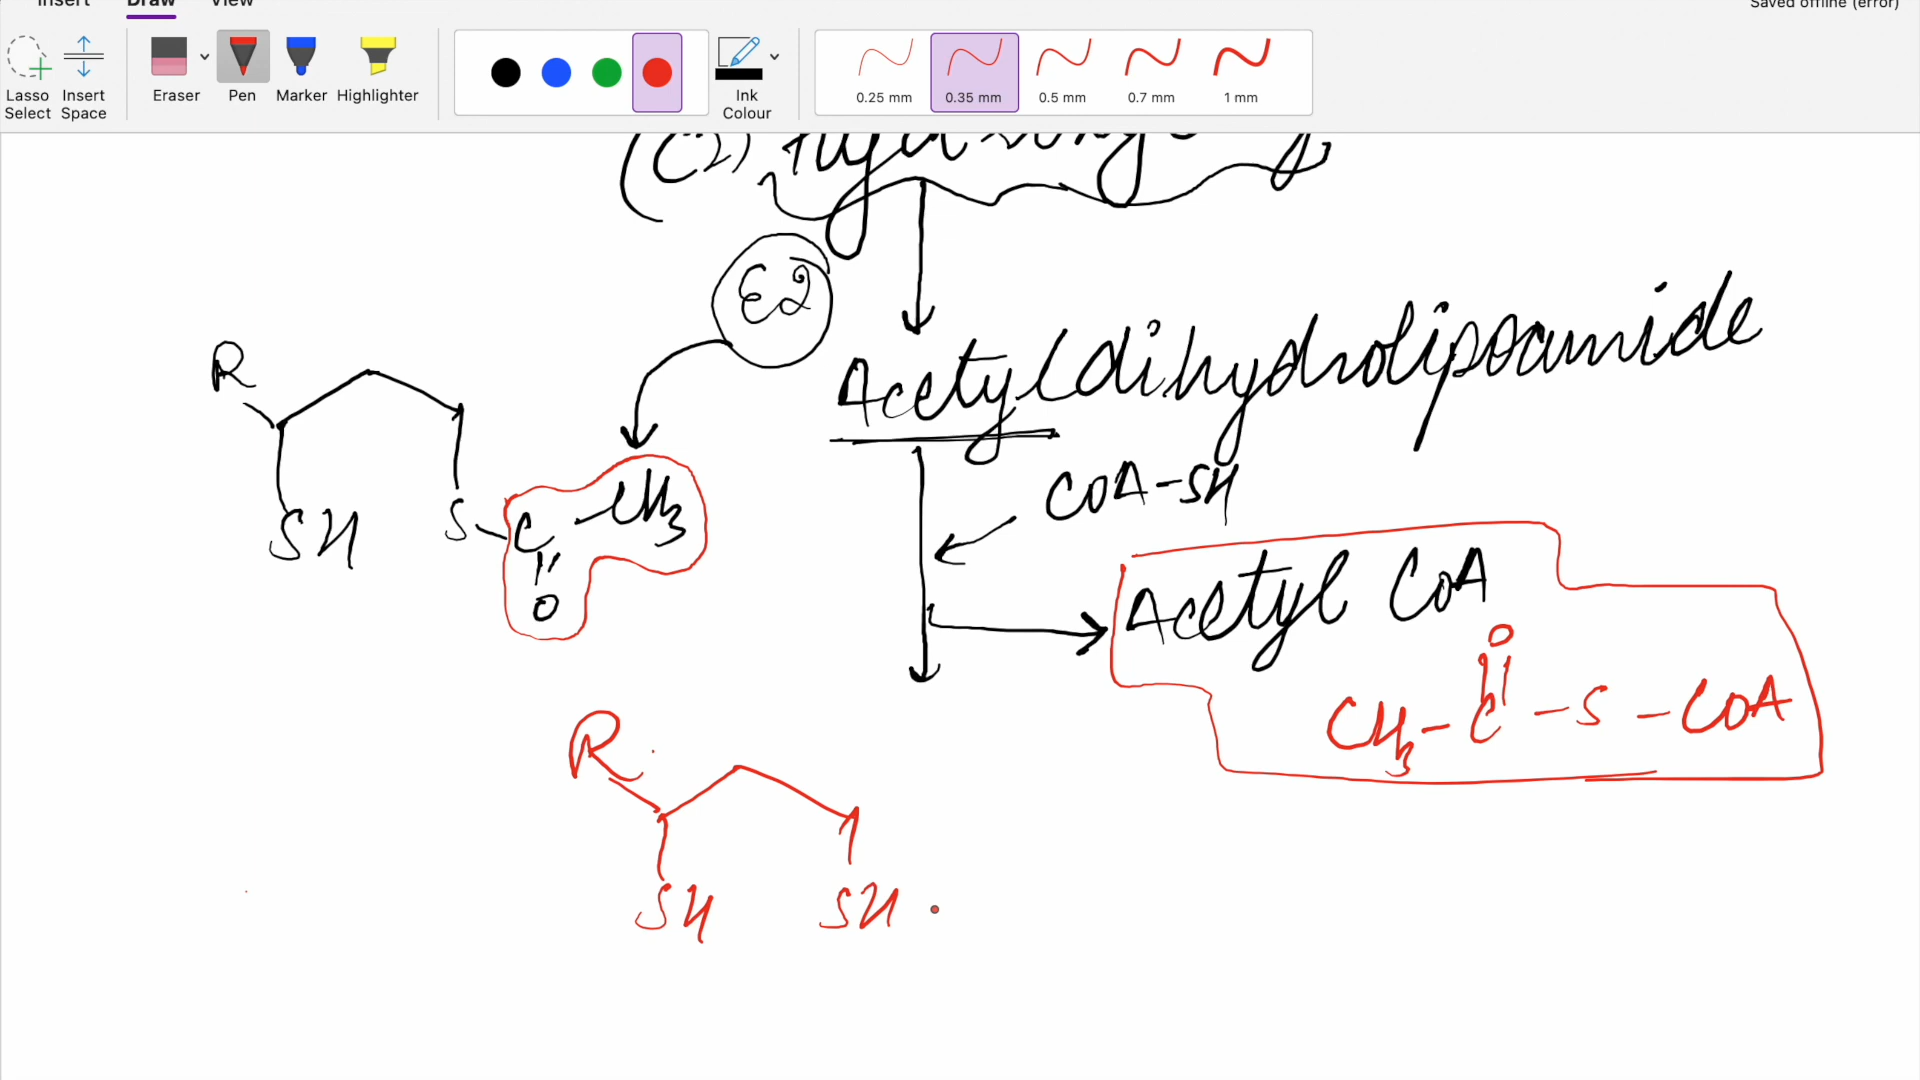 Insert Draw View Saved offline (error)
Lasso Select
Insert Space
Eraser
Pen
Marker
Highlighter
Ink Colour
0.25 mm
0.35 mm
0.5 mm
0.7 mm
1 mm
(C2)
E2
Acetyldihydrolipoamide
R
SH
S-C-CH3
O
COA-SH
Acetyl CoA
O
CH3-C-S-COA
R
SH SH